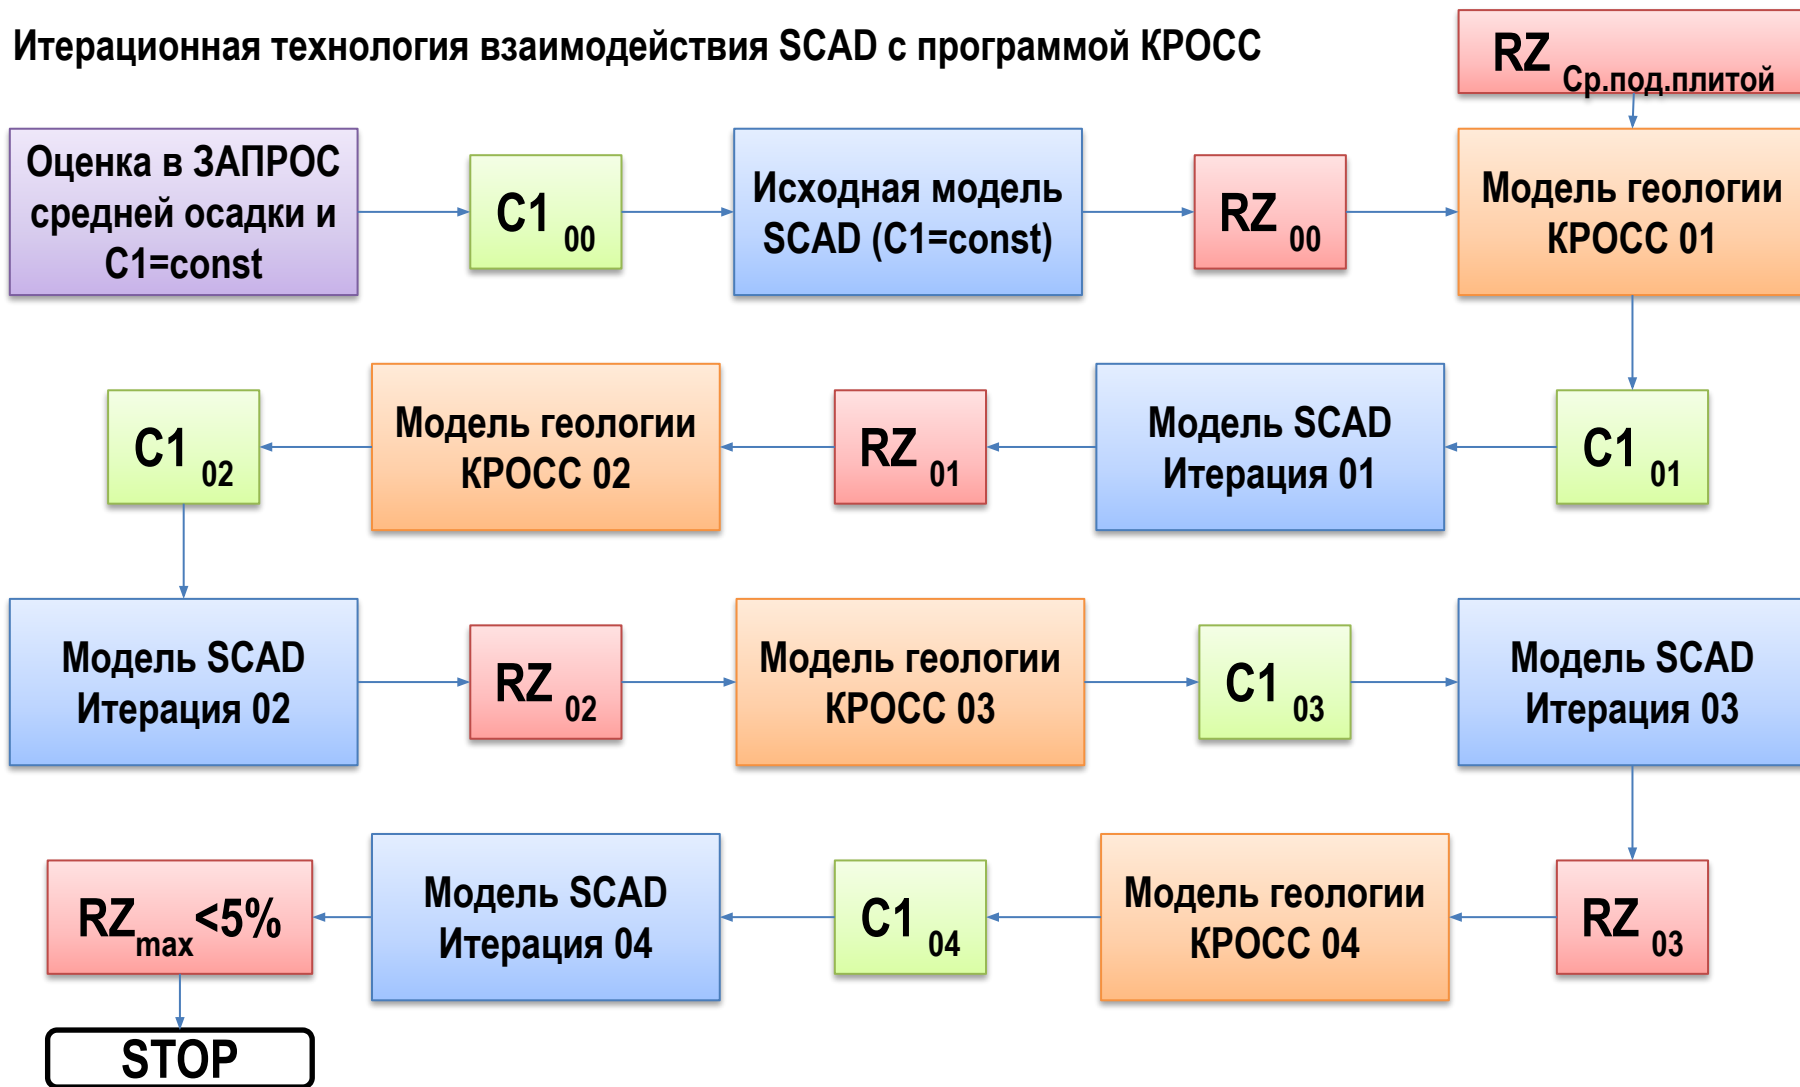 Итерационная технология взаимодействия SCAD с программой КРОСС
RZ Ср.под.плитой
Оценка в ЗАПРОС
средней осадки и
C1=const
C1 00
Исходная модель
SCAD (C1=const)
RZ 00
Модель геологии
КРОСС 01
C1 02
Модель геологии
КРОСС 02
RZ 01
Модель SCAD
Итерация 01
C1 01
Модель SCAD
Итерация 02
RZ 02
Модель геологии
КРОСС 03
C1 03
Модель SCAD
Итерация 03
RZmax<5%
Модель SCAD
Итерация 04
C1 04
Модель геологии
КРОСС 04
RZ 03
STOP